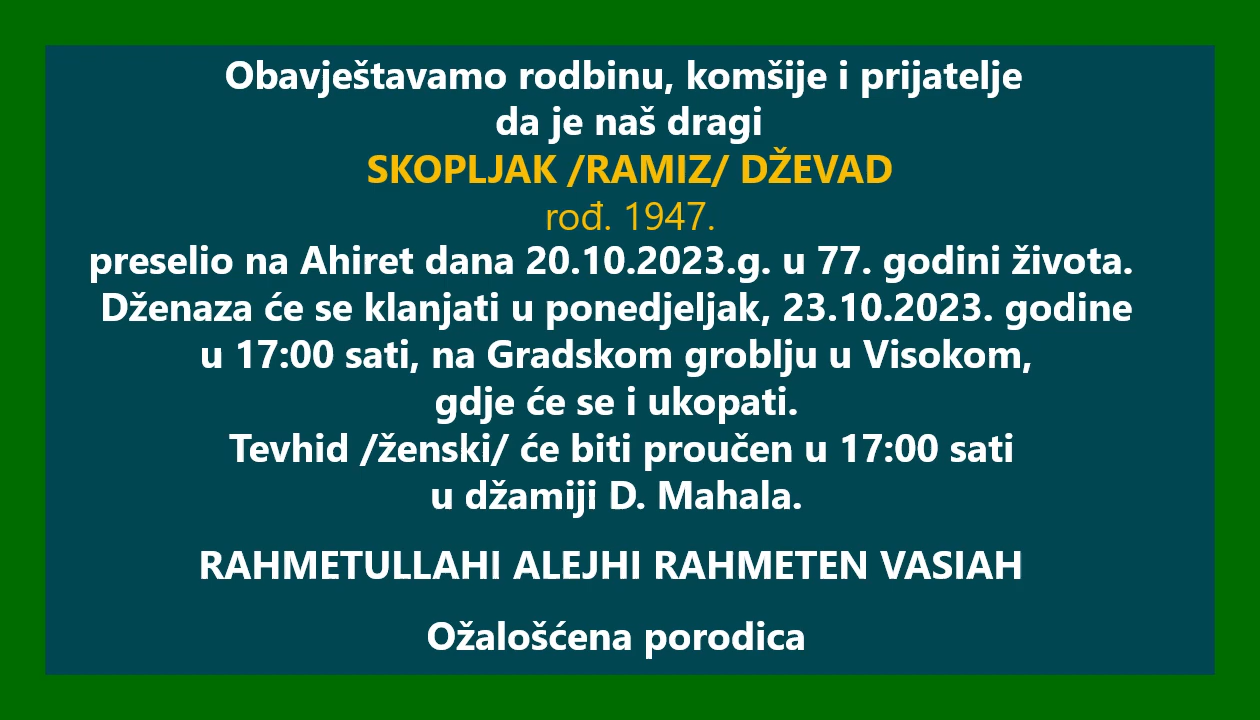 Obavještavamo rodbinu, komšije i prijatelje
da je naš dragi
SKOPLJAK /RAMIZ/ DŽEVAD
rođ. 1947.
preselio na Ahiret dana 20.10.2023.g. u 77. godini života.
Dženaza će se klanjati u ponedjeljak, 23.10.2023. godine
u 17:00 sati, na Gradskom groblju u Visokom,
gdje će se i ukopati.
Tevhid /ženski/ će biti proučen u 17:00 sati
u džamiji D. Mahala.
RAHMETULLAHI ALEJHI RAHMETEN VASIAH
Ožalošćena porodica